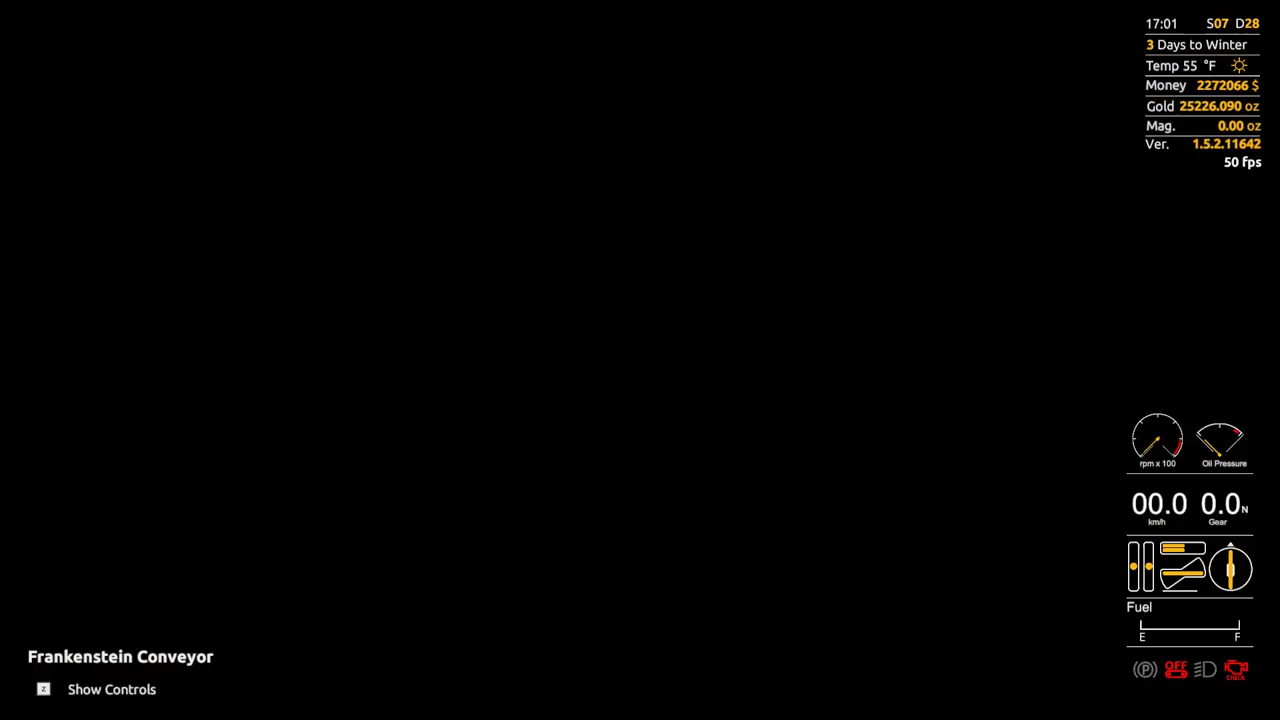 17:01 S07 D28
3 Days to Winter
Temp 55 °F
Money 2272066 $
Gold 25226.090 oz
Mag. 0.00 oz
Ver. 1.5.2.11642
50 fps
rpm x 100 Oil Pressure
00.0 0.0 N
km/h Gear
Fuel
E F
Frankenstein Conveyor
P OFF CHECK
Z Show Controls